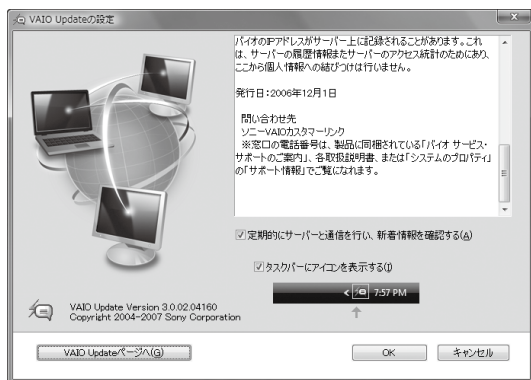 VAIO Updateの設定
バイオのIPアドレスがサーバー上に記録されることがあります。これ
は、サーバーの履歴情報またサーバーのアクセス統計のためにあり、
ここから個人情報への結びつけは行いません。
発行日：2006年12月1日
問い合わせ先
ソニーVAIOカスタマーリンク
※窓口の電話番号は、製品に同梱されている「バイオ サービス・
サポートのご案内」、各取扱説明書、または「システムのプロパティ」
の「サポート情報」でご覧になれます。
定期的にサーバーと通信を行い、新着情報を確認する(A)
タスクバーにアイコンを表示する(I)
7:57 PM
VAIO Update Version 3.0.02.04160
Copyright 2004-2007 Sony Corporation
VAIO Updateページへ(G)
OK
キャンセル